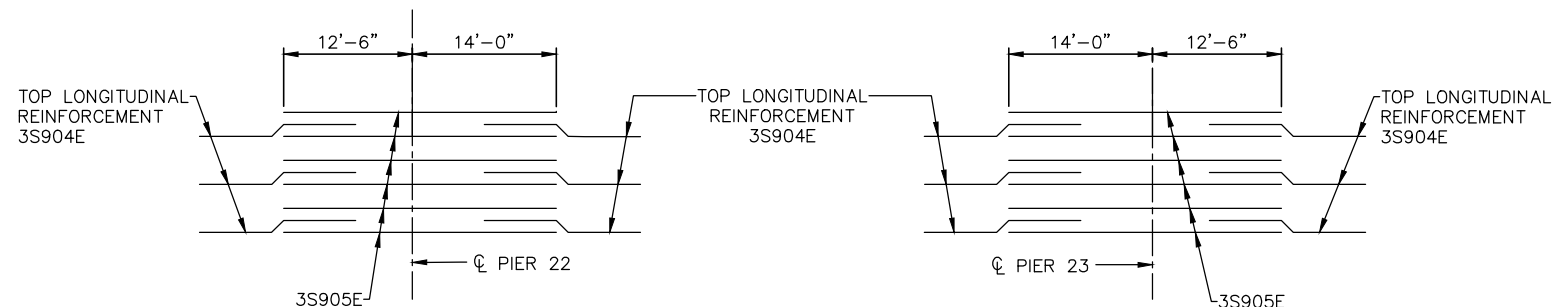 12'-6"
14'-0"
14'-0"
12'-6"
TOP LONGITUDINAL
REINFORCEMENT
3S904E
TOP LONGITUDINAL
REINFORCEMENT
3S904E
TOP LONGITUDINAL
REINFORCEMENT
3S904E
℄ PIER 22
℄ PIER 23
3S905E
3S905E